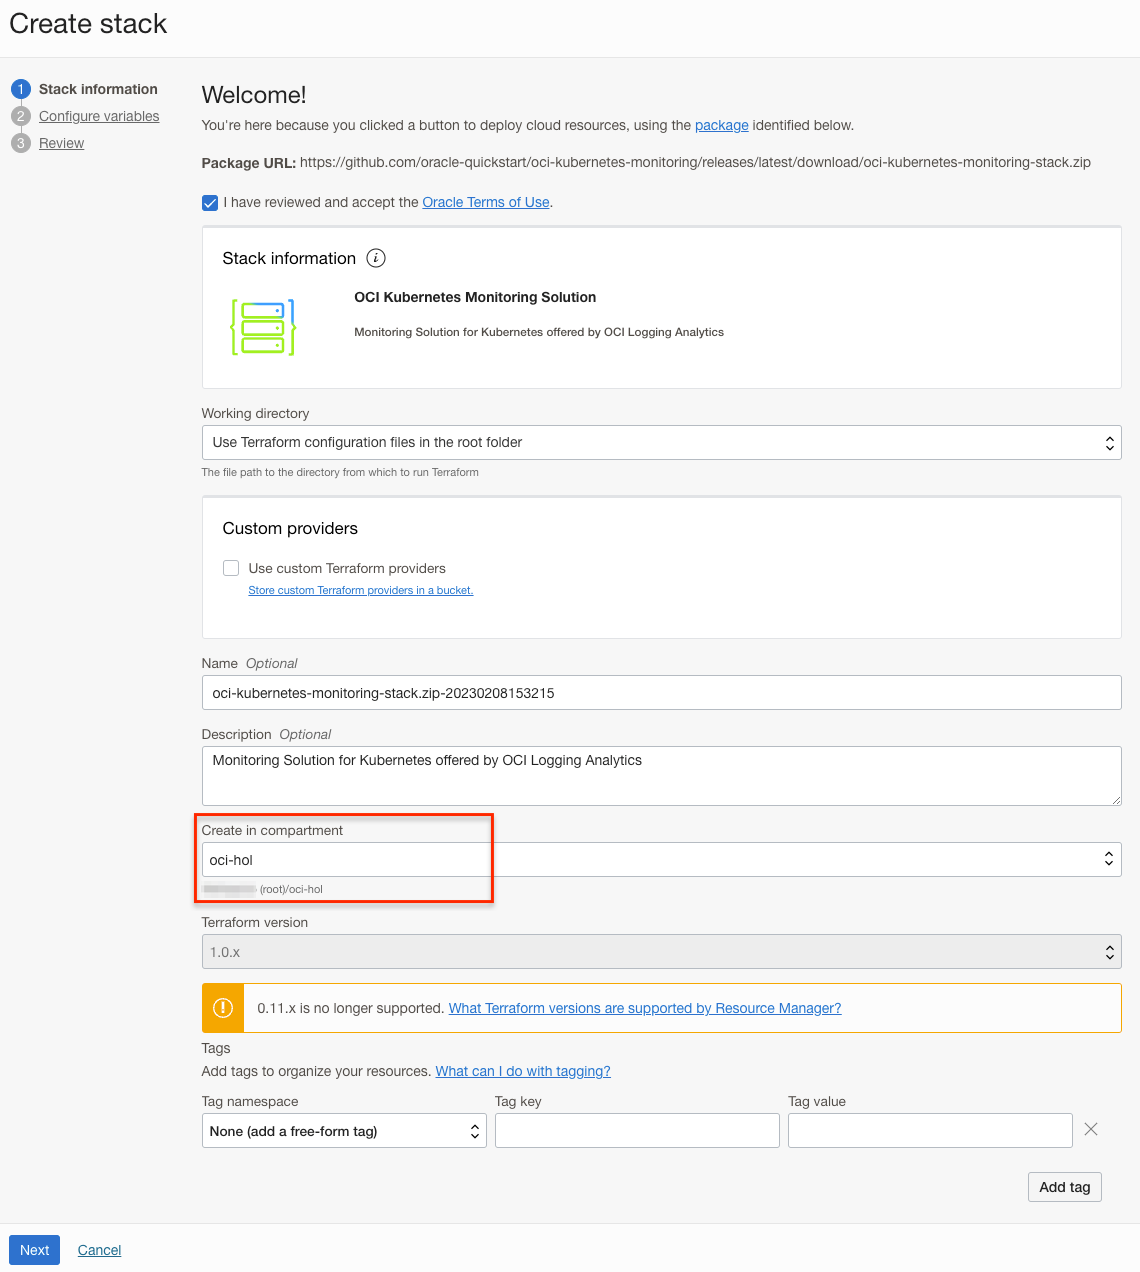 Create stack
1 Stack information
2 Configure variables
3 Review
Welcome!
You're here because you clicked a button to deploy cloud resources, using the package identified below.
Package URL: https://github.com/oracle-quickstart/oci-kubernetes-monitoring/releases/latest/download/oci-kubernetes-monitoring-stack.zip
I have reviewed and accept the Oracle Terms of Use.
Stack information i
OCI Kubernetes Monitoring Solution
Monitoring Solution for Kubernetes offered by OCI Logging Analytics
Working directory
Use Terraform configuration files in the root folder
The file path to the directory from which to run Terraform
Custom providers
Use custom Terraform providers
Store custom Terraform providers in a bucket.
Name Optional
oci-kubernetes-monitoring-stack.zip-20230208153215
Description Optional
Monitoring Solution for Kubernetes offered by OCI Logging Analytics
Create in compartment
oci-hol
(root)/oci-hol
Terraform version
1.0.x
0.11.x is no longer supported. What Terraform versions are supported by Resource Manager?
Tags
Add tags to organize your resources. What can I do with tagging?
Tag namespace Tag key Tag value
None (add a free-form tag)
Add tag
Next Cancel